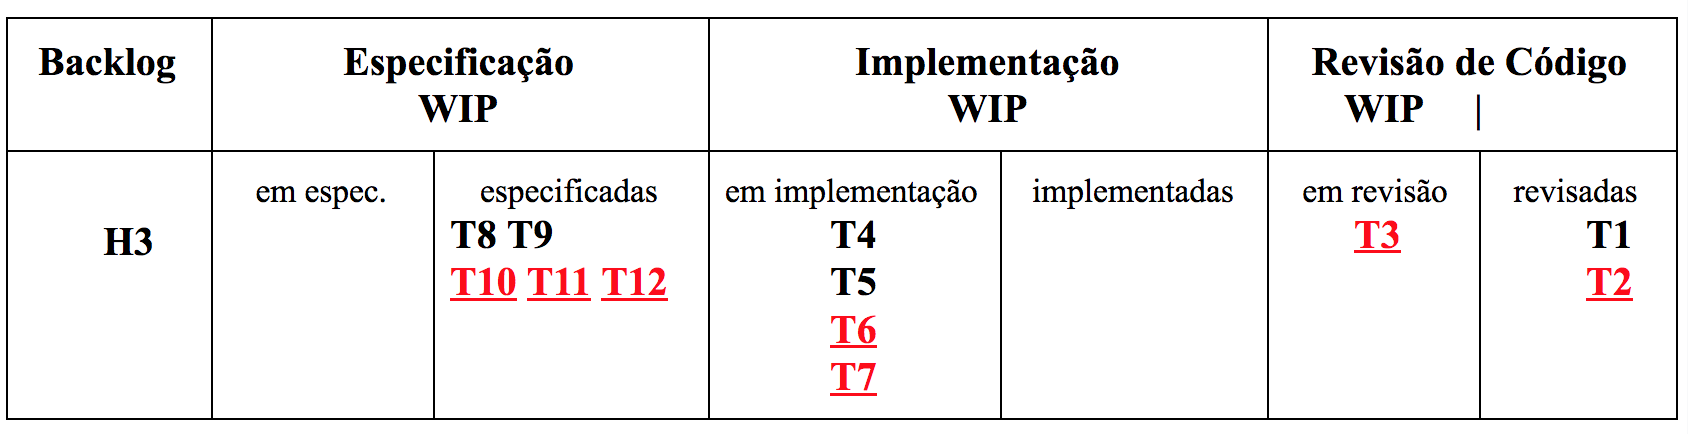 Backlog
Especificação
WIP
Implementação
WIP
Revisão de Código
WIP |
H3
em espec.
especificadas
T8 T9
T10 T11 T12
em implementação
T4
T5
T6
T7
implementadas
em revisão
T3
revisadas
T1
T2